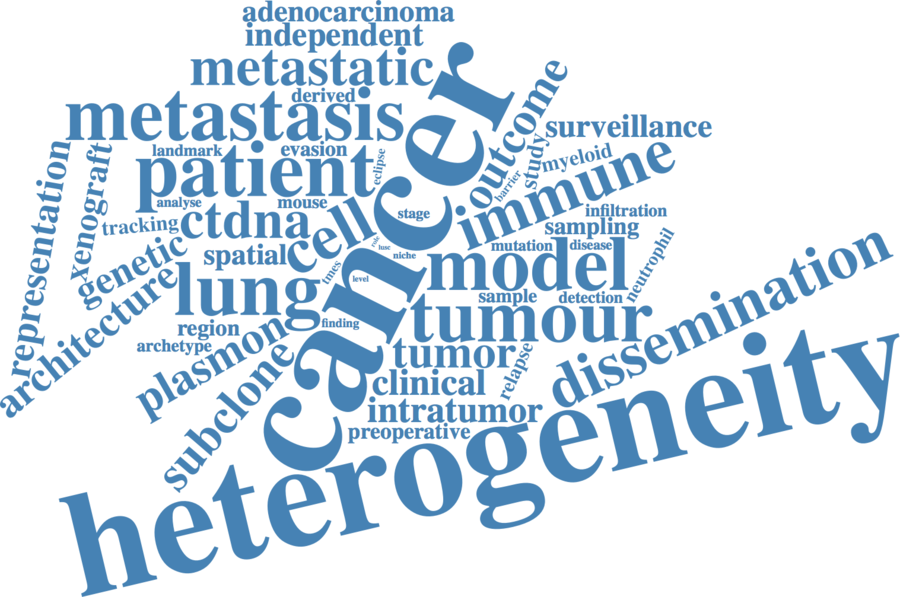 adenocarcinoma
independent
metastatic
derived
metastasis
cancer
outcome
surveillance
landmark
evasion
eclipse
study
myeloid
representation
xenograft
patient
barrier
immune
analyse
mouse
stage
infiltration
tracking
ctdna
cell
sampling
genetic
spatial
role
lusc
niche
mutation
disease
neutrophil
architecture
lung
tmes
level
model
sample
detection
dissemination
region
finding
tumour
archetype
plasmon
tumor
relapse
subclone
clinical
intratumor
preoperative
heterogeneity